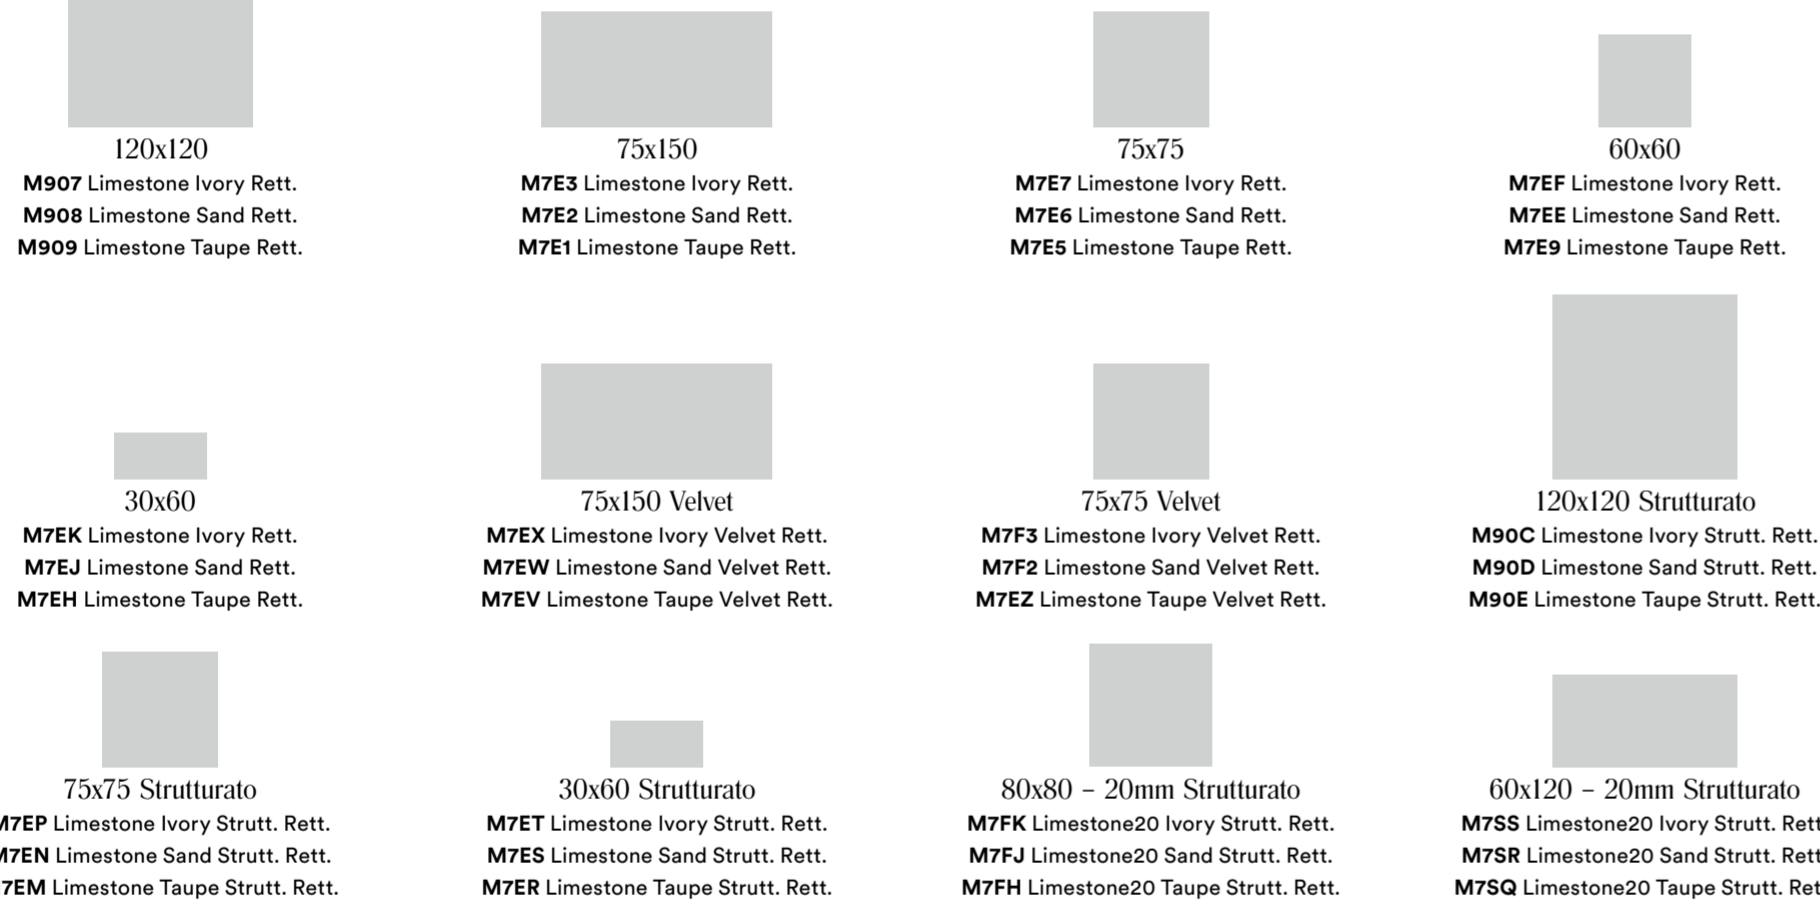 120x120
M907 Limestone Ivory Rett.
M908 Limestone Sand Rett.
M909 Limestone Taupe Rett.
75x150
M7E3 Limestone Ivory Rett.
M7E2 Limestone Sand Rett.
M7E1 Limestone Taupe Rett.
75x75
M7E7 Limestone Ivory Rett.
M7E6 Limestone Sand Rett.
M7E5 Limestone Taupe Rett.
60x60
M7EF Limestone Ivory Rett.
M7EE Limestone Sand Rett.
M7E9 Limestone Taupe Rett.
30x60
M7EK Limestone Ivory Rett.
M7EJ Limestone Sand Rett.
M7EH Limestone Taupe Rett.
75x150 Velvet
M7EX Limestone Ivory Velvet Rett.
M7EW Limestone Sand Velvet Rett.
M7EV Limestone Taupe Velvet Rett.
75x75 Velvet
M7F3 Limestone Ivory Velvet Rett.
M7F2 Limestone Sand Velvet Rett.
M7EZ Limestone Taupe Velvet Rett.
120x120 Strutturato
M90C Limestone Ivory Strutt. Rett.
M90D Limestone Sand Strutt. Rett.
M90E Limestone Taupe Strutt. Rett.
75x75 Strutturato
M7EP Limestone Ivory Strutt. Rett.
M7EN Limestone Sand Strutt. Rett.
7EM Limestone Taupe Strutt. Rett.
30x60 Strutturato
M7ET Limestone Ivory Strutt. Rett.
M7ES Limestone Sand Strutt. Rett.
M7ER Limestone Taupe Strutt. Rett.
80x80 – 20mm Strutturato
M7FK Limestone20 Ivory Strutt. Rett.
M7FJ Limestone20 Sand Strutt. Rett.
M7FH Limestone20 Taupe Strutt. Rett.
60x120 – 20mm Strutturato
M7SS Limestone20 Ivory Strutt. Rett
M7SR Limestone20 Sand Strutt. Rett
M7SQ Limestone20 Taupe Strutt. Ret